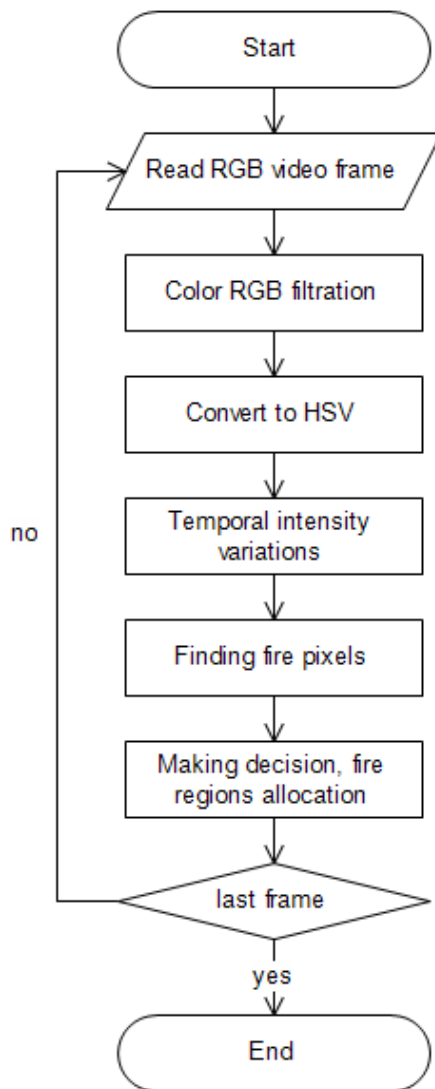 Start
Read RGB video frame
Color RGB filtration
Convert to HSV
Temporal intensity
variations
no
Finding fire pixels
Making decision, fire
regions allocation
last frame
yes
End